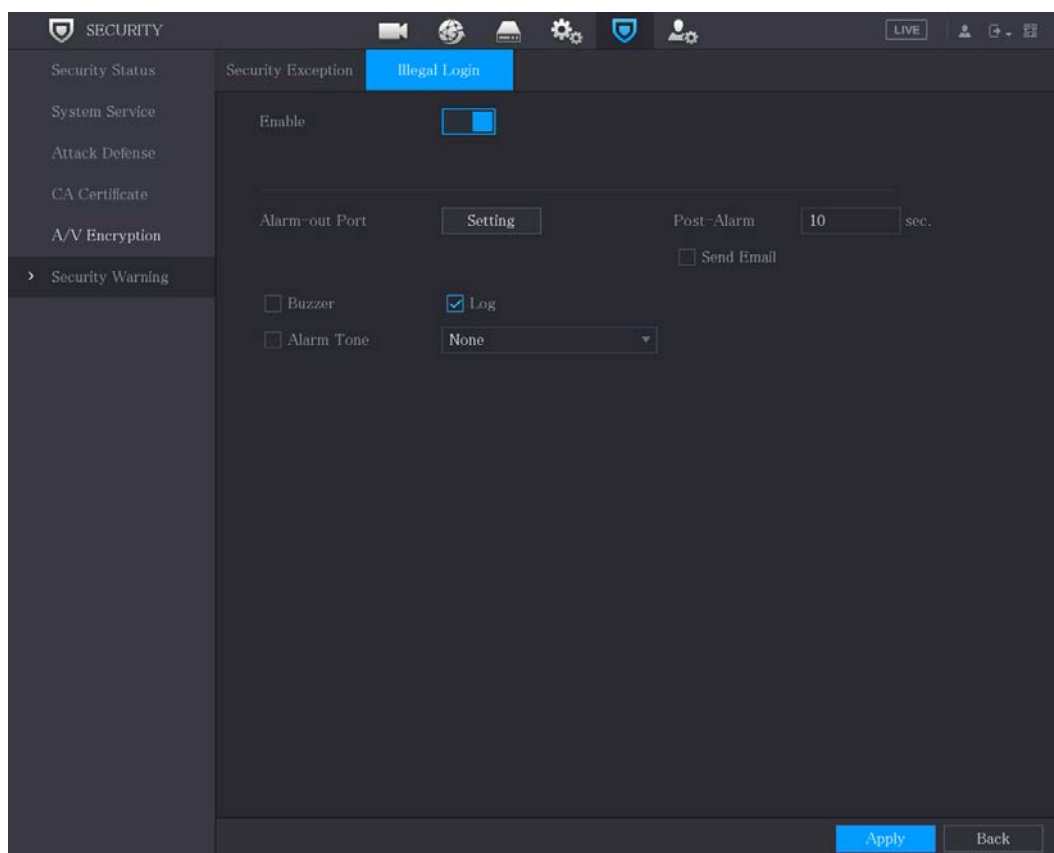 SECURITY
LIVE
Security Status
System Service
Attack Defense
CA Certificate
A/V Encryption
Security Warning
Security Exception
Illegal Login
Enable
Alarm-out Port Setting Post-Alarm 10 sec.
Send Email
Buzzer Log
Alarm Tone None
Apply Back